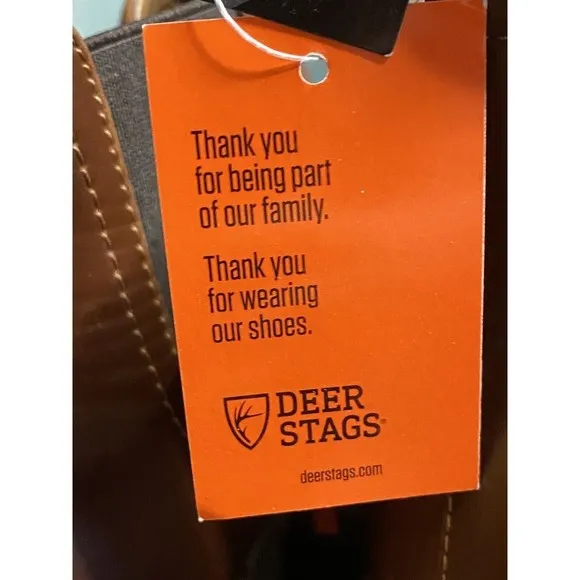 Thank you
for being part
of our family.
Thank you
for wearing
our shoes.
DEER
STAGS®
deerstags.com